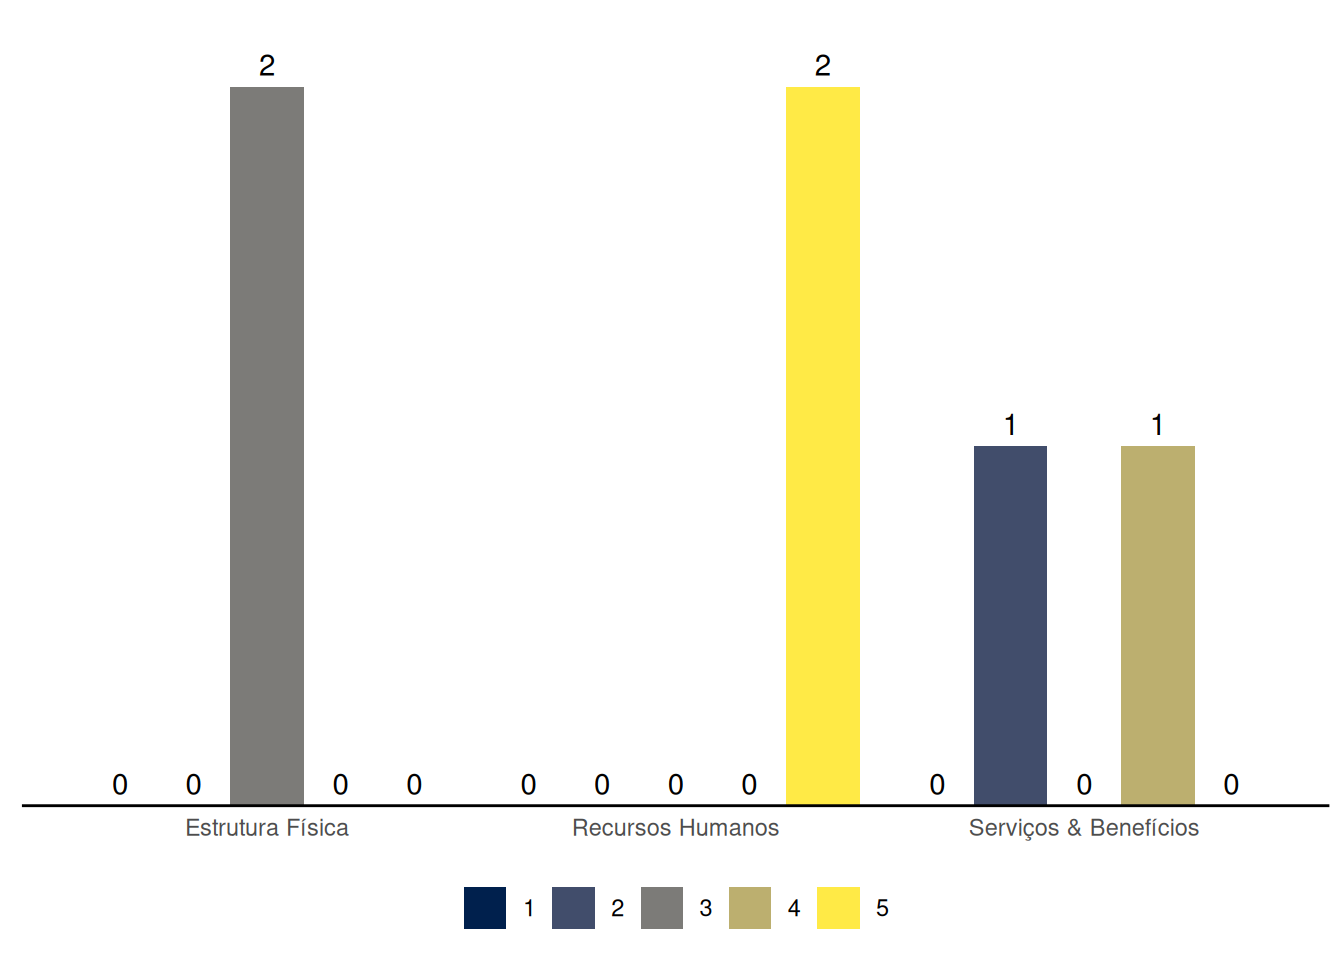 2 2
1 1
0 0 0 0 0 0 0 0 0 0 0
Estrutura Física Recursos Humanos Serviços & Benefícios
1 2 3 4 5